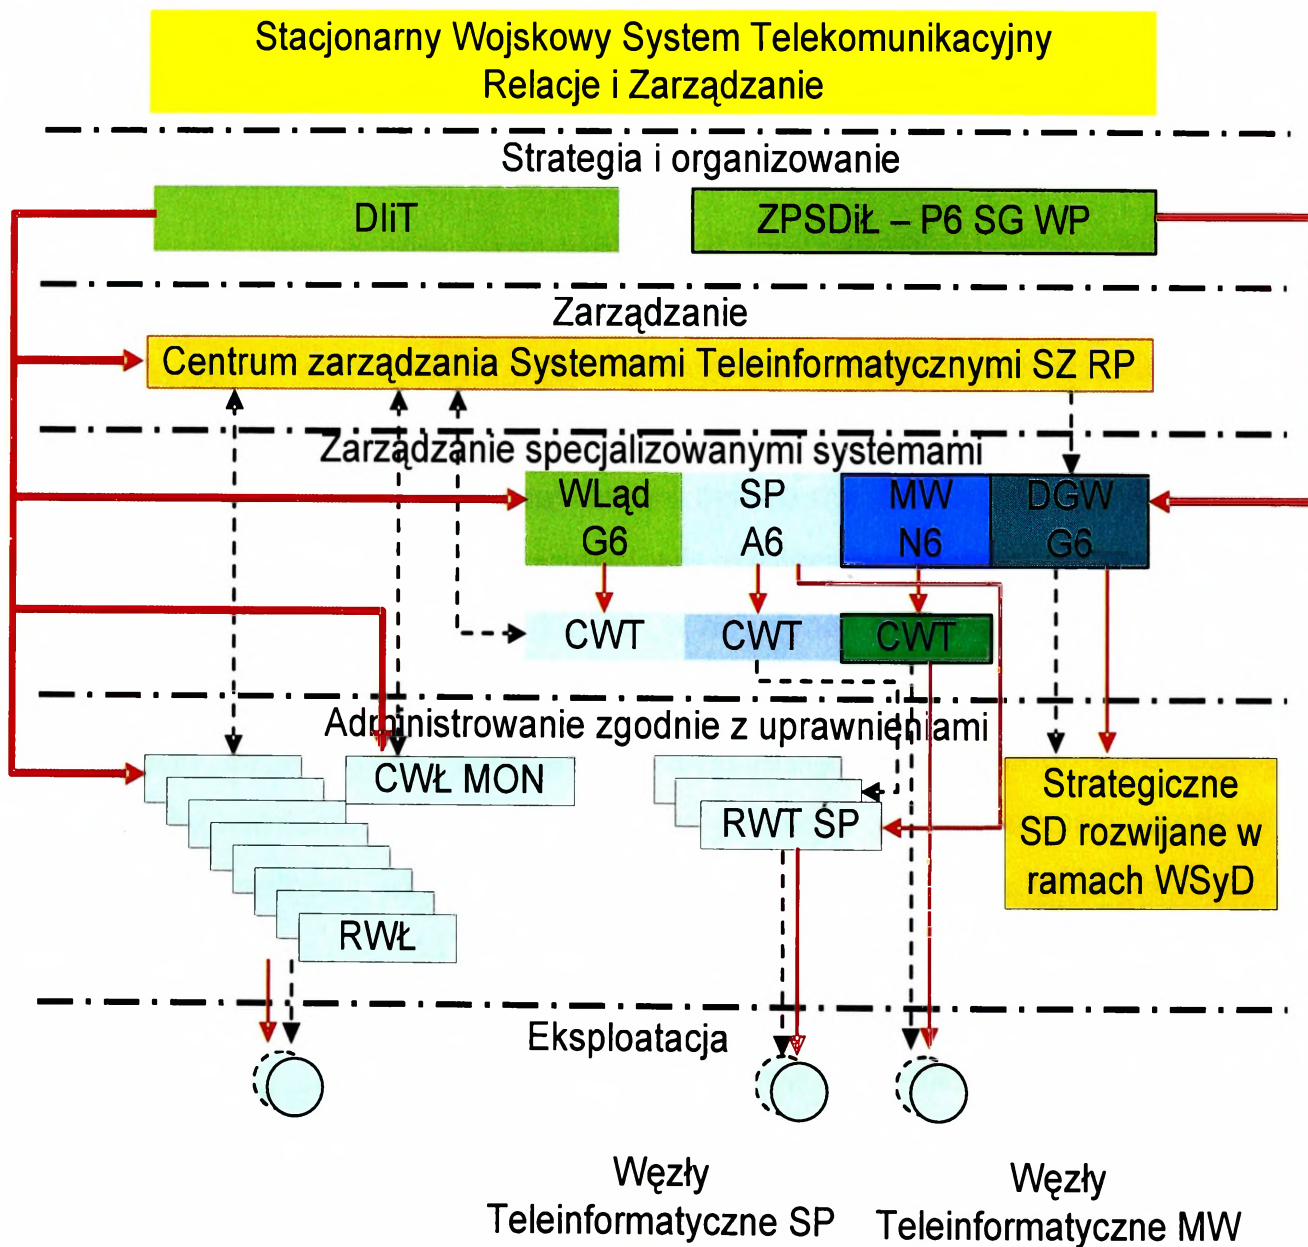 Stacjonarny Wojskowy System Telekomunikacyjny
Relacje i Zarządzanie
Strategia i organizowanie
DIiT
ZPSDiŁ – P6 SG WP
Zarządzanie
Centrum zarządzania Systemami Teleinformatycznymi SZ RP
Zarządzanie specjalizowanymi systemami
WLąd
G6
SP
A6
MW
N6
DGW
G6
CWT
CWT
CWT
Administrowanie zgodnie z uprawnieniami
CWŁ MON
RWŁ
RWT SP
Strategiczne
SD rozwijane w
ramach WSyD
Eksploatacja
Węzły
Teleinformatyczne SP
Węzły
Teleinformatyczne MW